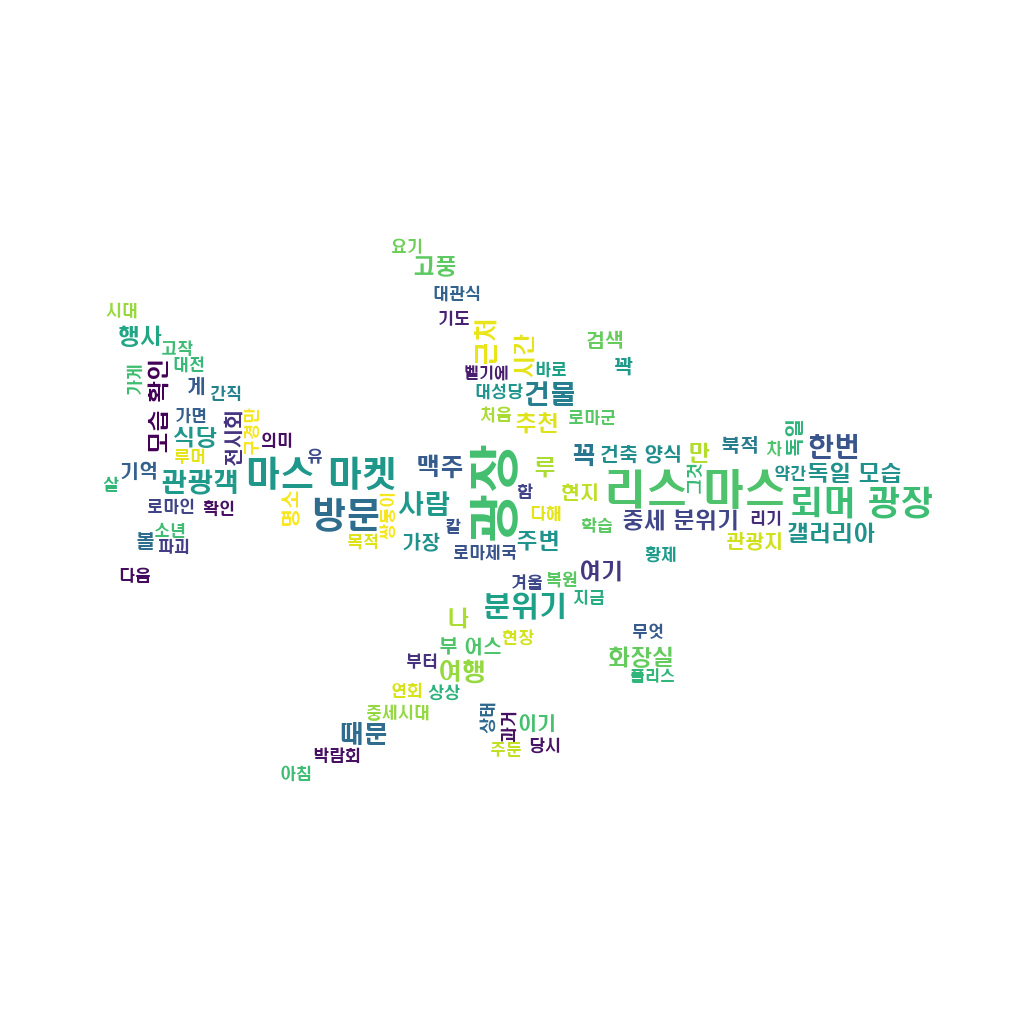 요기
고풍
대관식
시대
기도
행사
근처
시간
검색
고작
대전
바로
꽉
가게
확인
게
간직
뺕기에
대성당
건물
가면
모습
식당
전시회
구경만
의미
처음
추천
로마군
독일
한번
북적
차
루머
유
꼭
건축 양식
만
기억
관광객
마스 마켓
맥주
광장
루
그것
약간
독일 모습
살
리스 마스
뢰머 광장
로마인
확인
명소
방문
쌍둥이
사람
함
현지
다해
칼
학습
중세 분위기
리기
갤러리아
소년
볼
파괴
목적
가장
로마제국
주변
관광지
황제
다음
겨울
복원
여기
분위기
지금
나
현장
무엇
부 어스
부터
여행
화장실
플리스
연회
상상
중세시대
상태
과거
이기
때문
주둔
당시
박람회
아침